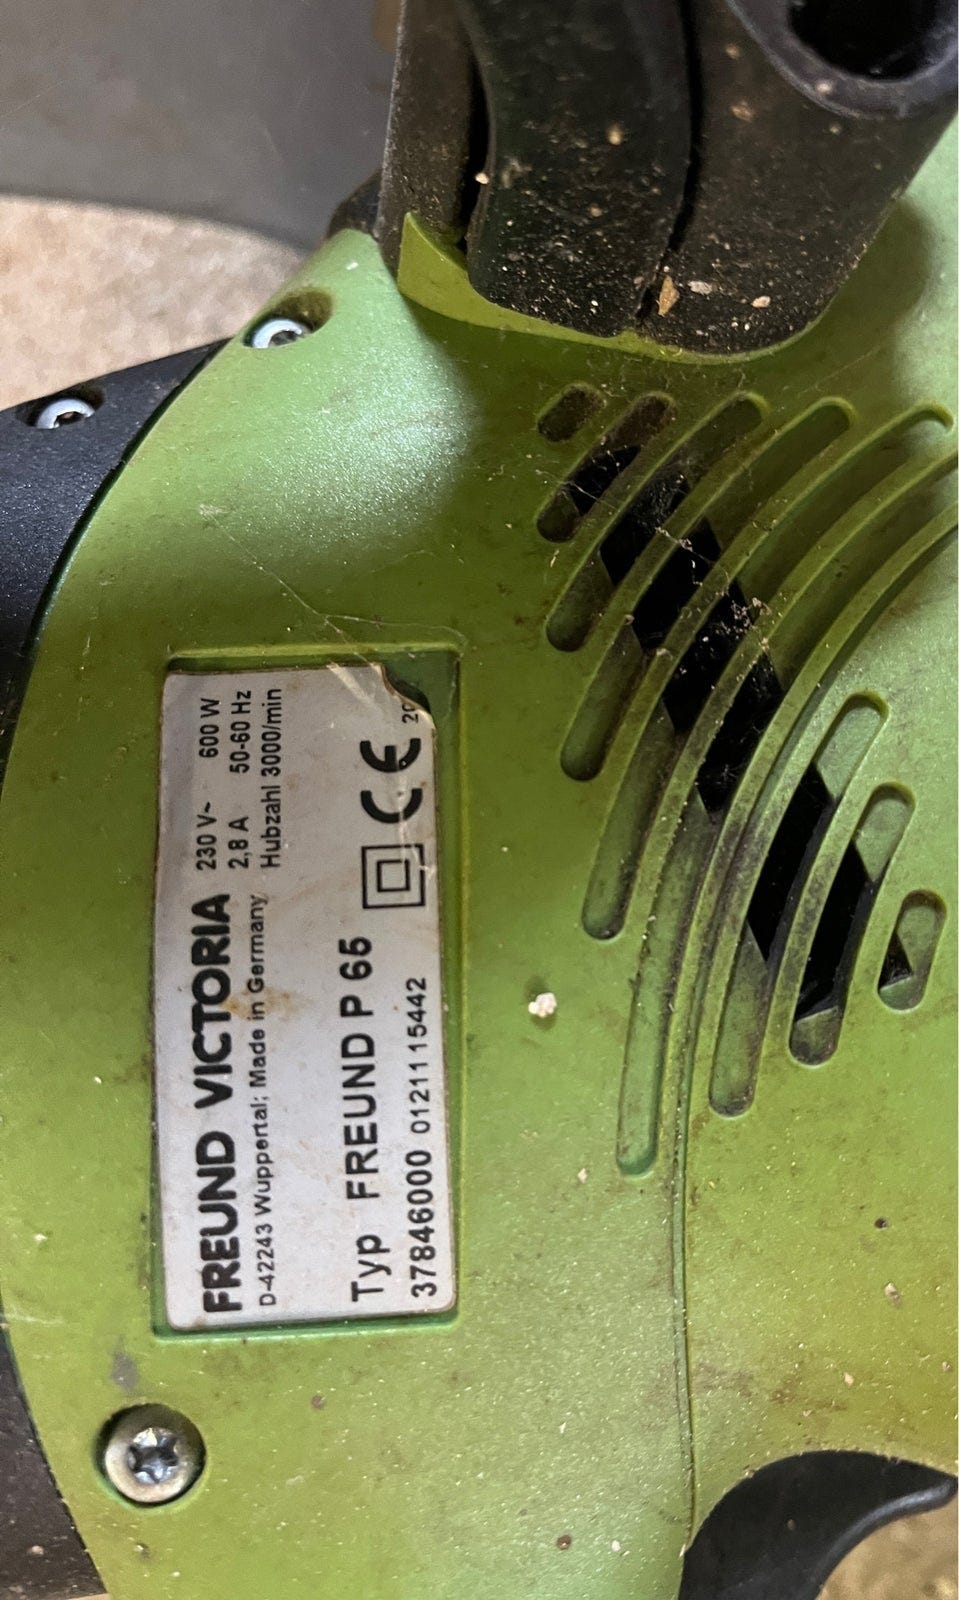 FREUND VICTORIA
D-42243 Wuppertal; Made in Germany
230 V~ 600 W
2,8 A 50-60 Hz
Hubzahl 3000/min
Typ FREUND P 65
37846000 0121115442
CE